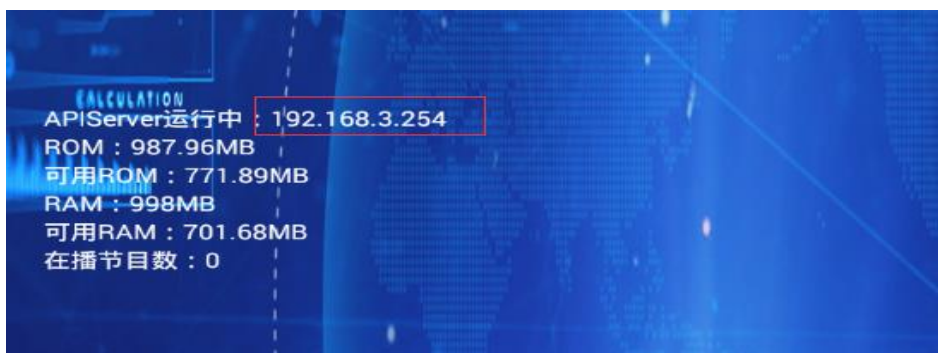 CALCULATION
APIServer运行中：192.168.3.254
ROM：987.96MB
可用ROM：771.89MB
RAM：998MB
可用RAM：701.68MB
在播节目数：0